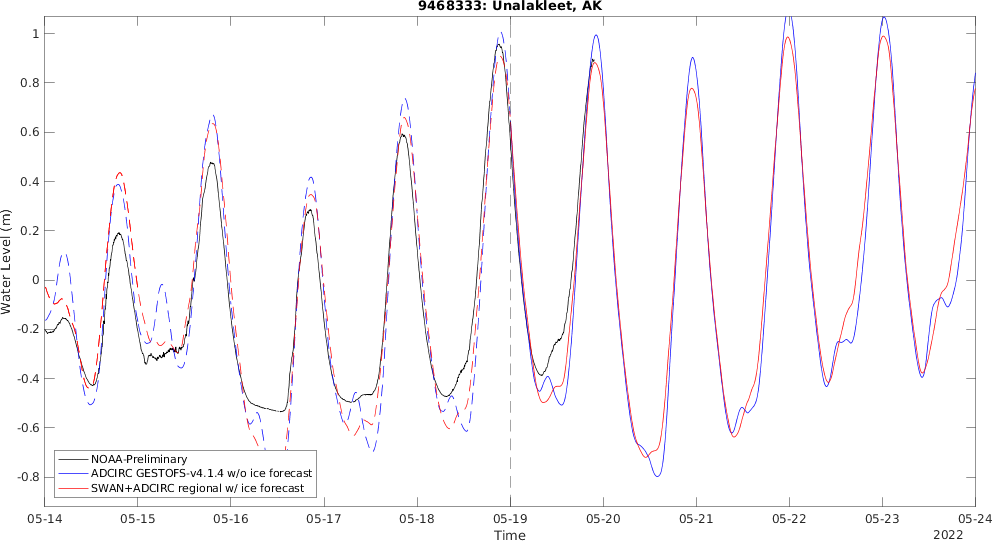 9468333: Unalakleet, AK
1
0.8
0.6
0.4
0.2
0
-0.2
-0.4
-0.6
-0.8
Water Level (m)
NOAA-Preliminary
ADCIRC GESTOFS-v4.1.4 w/o ice forecast
SWAN+ADCIRC regional w/ ice forecast
05-14 05-15 05-16 05-17 05-18 05-19 05-20 05-21 05-22 05-23 05-24
Time
2022